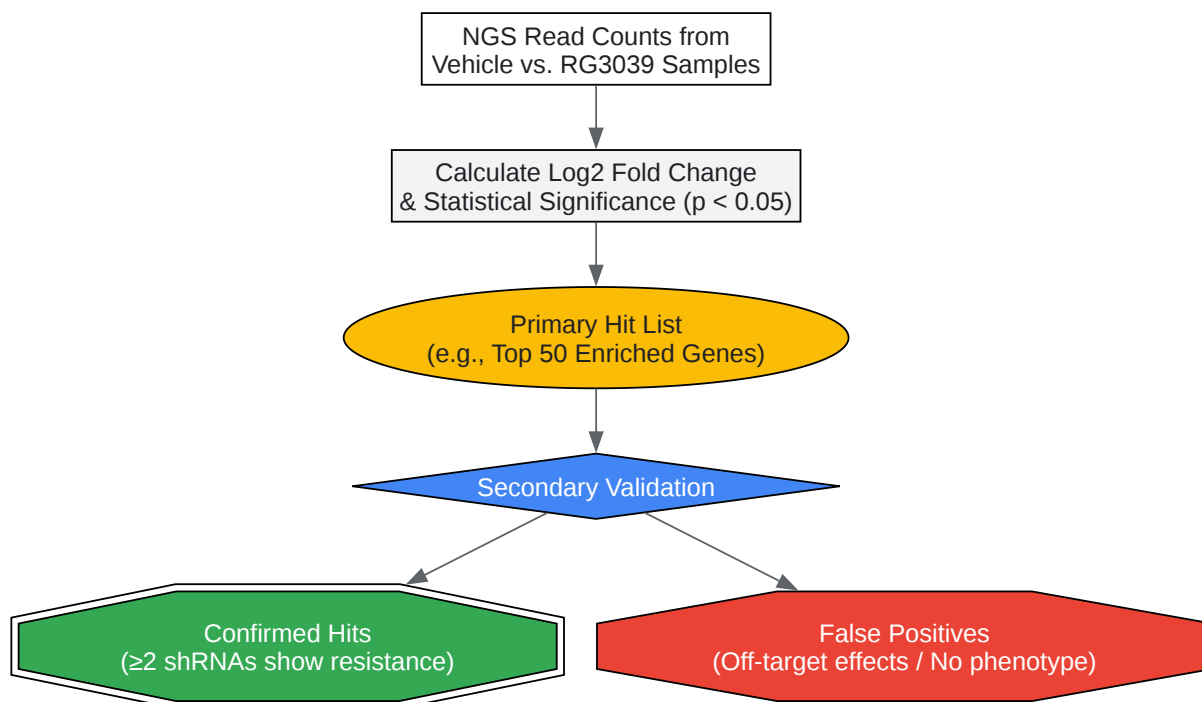 NGS Read Counts from
Vehicle vs. RG3039 Samples
Calculate Log2 Fold Change
& Statistical Significance (p < 0.05)
Primary Hit List
(e.g., Top 50 Enriched Genes)
Secondary Validation
Confirmed Hits
(≥2 shRNAs show resistance)
False Positives
(Off-target effects / No phenotype)